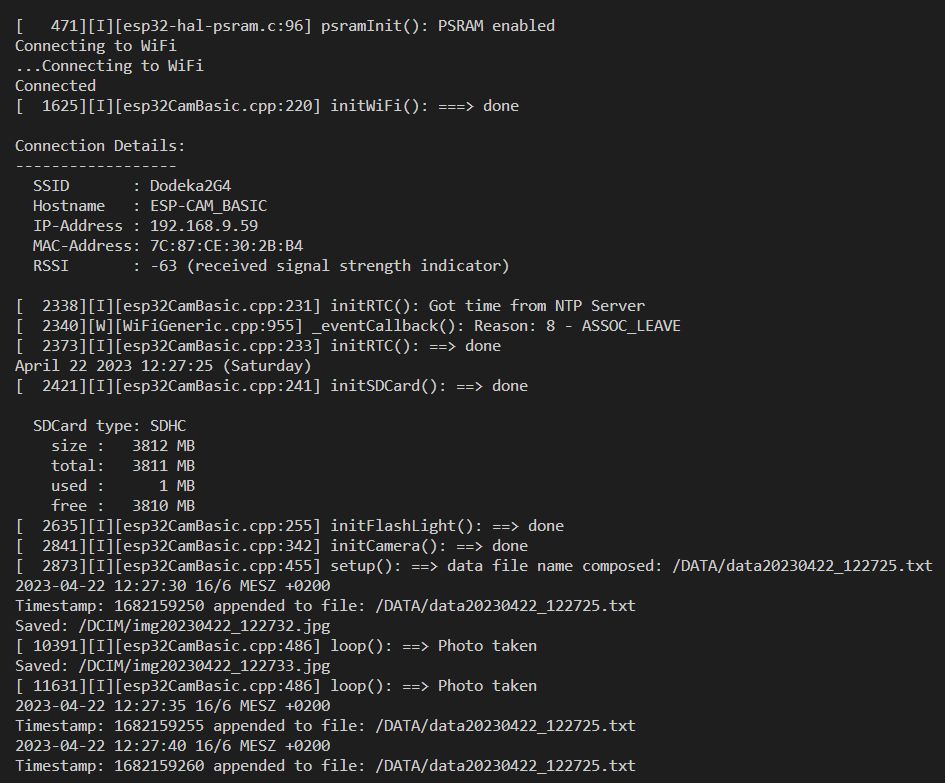 [   471][I][esp32-hal-psram.c:96] psramInit(): PSRAM enabled
Connecting to WiFi
...Connecting to WiFi
Connected
[  1625][I][esp32CamBasic.cpp:220] initWiFi(): ===> done
Connection Details:
------------------
  SSID       : Dodeka2G4
  Hostname   : ESP-CAM_BASIC
  IP-Address : 192.168.9.59
  MAC-Address: 7C:87:CE:30:2B:B4
  RSSI       : -63 (received signal strength indicator)
[  2338][I][esp32CamBasic.cpp:231] initRTC(): Got time from NTP Server
[  2340][W][WiFiGeneric.cpp:955] _eventCallback(): Reason: 8 - ASSOC_LEAVE
[  2373][I][esp32CamBasic.cpp:233] initRTC(): ==> done
April 22 2023 12:27:25 (Saturday)
[  2421][I][esp32CamBasic.cpp:241] initSDCard(): ==> done
  SDCard type: SDHC
    size :   3812 MB
    total:   3811 MB
    used :      1 MB
    free :   3810 MB
[  2635][I][esp32CamBasic.cpp:255] initFlashLight(): ==> done
[  2841][I][esp32CamBasic.cpp:342] initCamera(): ==> done
[  2873][I][esp32CamBasic.cpp:455] setup(): ==> data file name composed: /DATA/data20230422_122725.txt
2023-04-22 12:27:30 16/6 MESZ +0200
Timestamp: 1682159250 appended to file: /DATA/data20230422_122725.txt
Saved: /DCIM/img20230422_122732.jpg
[ 10391][I][esp32CamBasic.cpp:486] loop(): ==> Photo taken
Saved: /DCIM/img20230422_122733.jpg
[ 11631][I][esp32CamBasic.cpp:486] loop(): ==> Photo taken
2023-04-22 12:27:35 16/6 MESZ +0200
Timestamp: 1682159255 appended to file: /DATA/data20230422_122725.txt
2023-04-22 12:27:40 16/6 MESZ +0200
Timestamp: 1682159260 appended to file: /DATA/data20230422_122725.txt